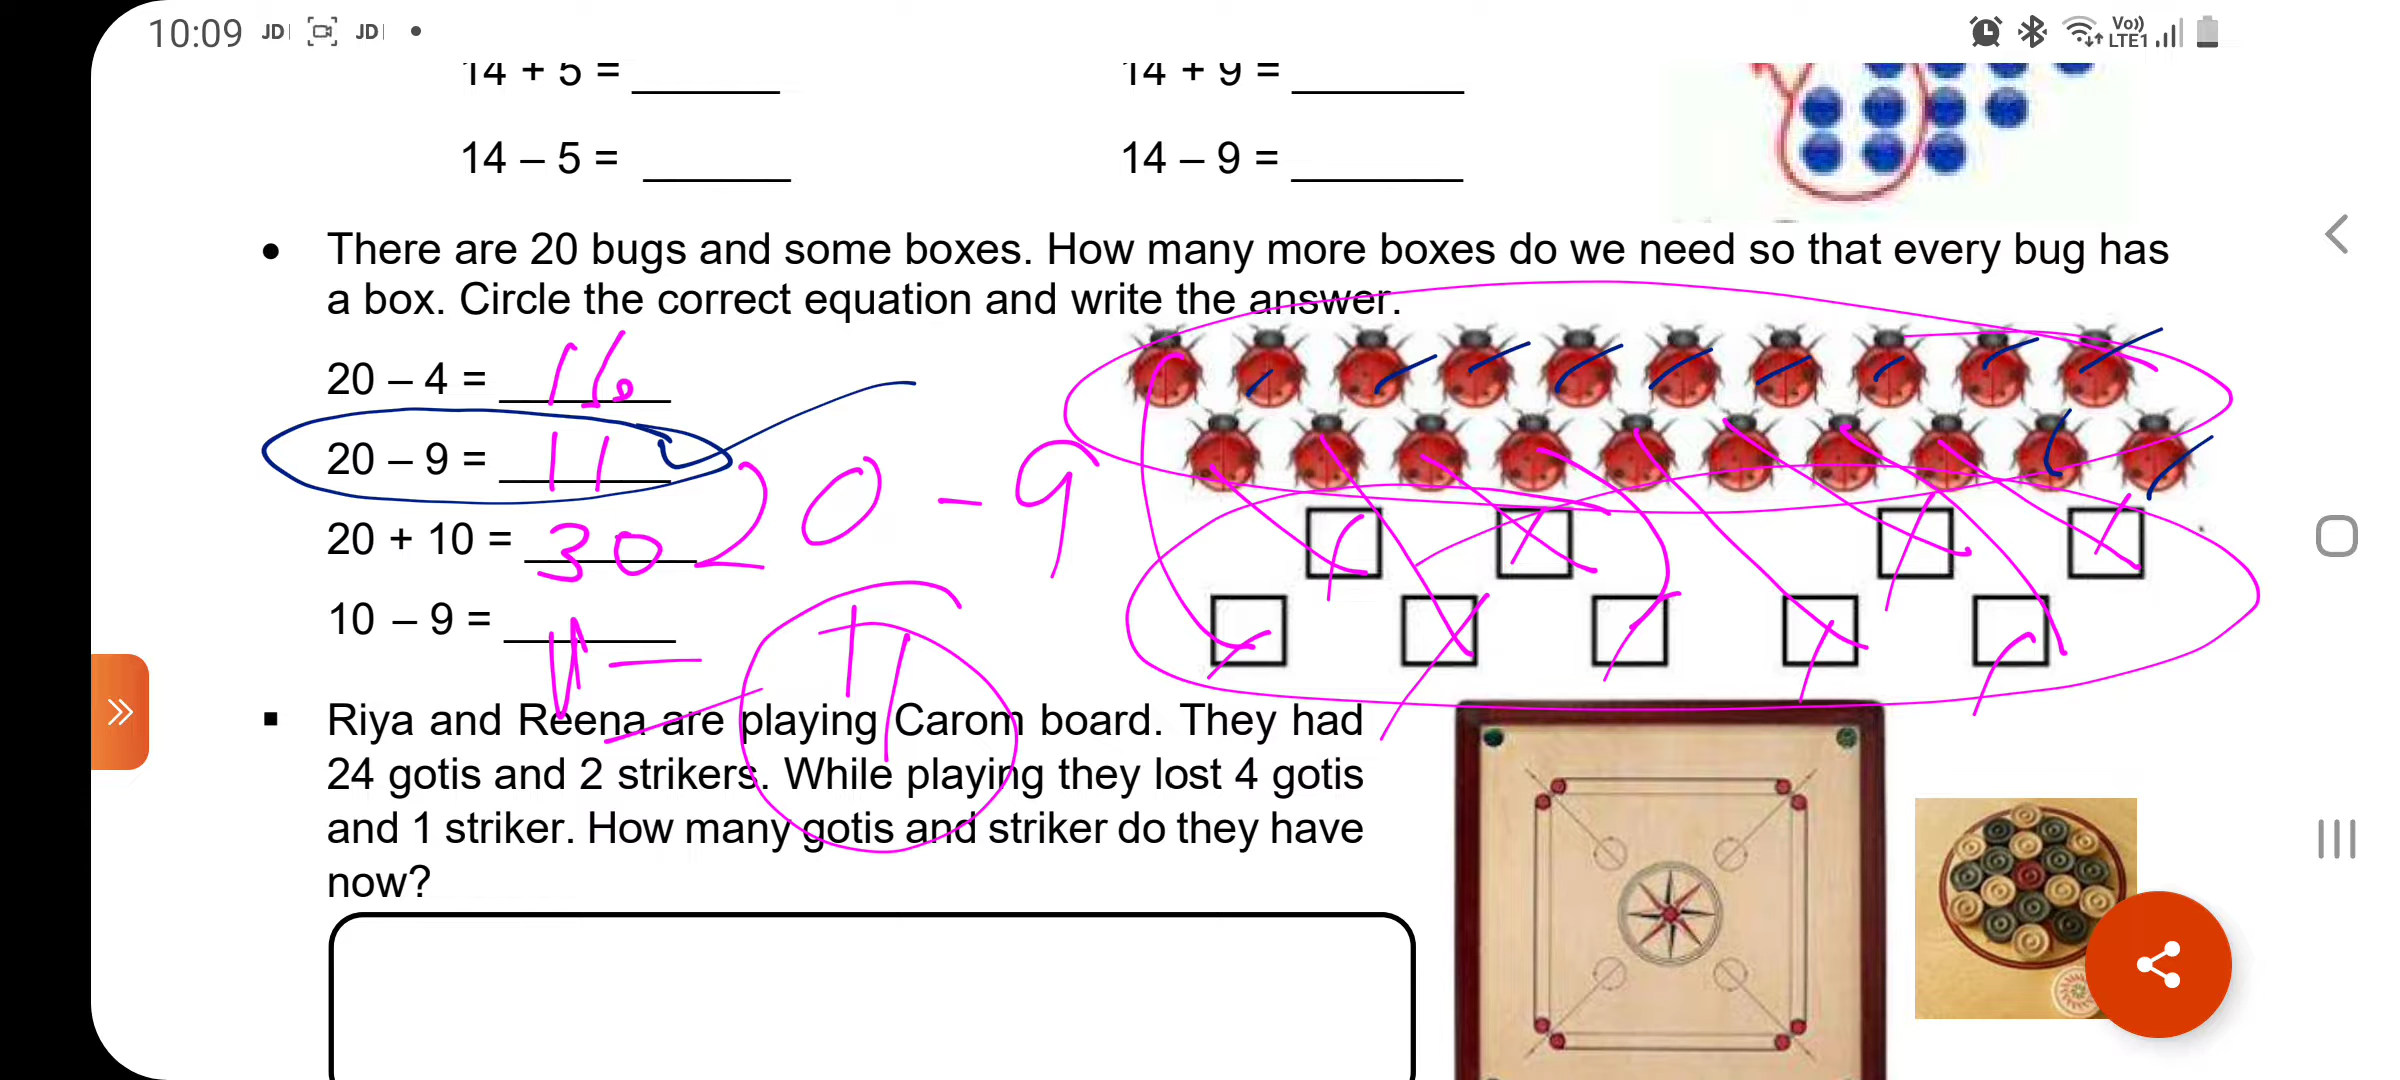 10:09 JD JD Vo)) LTE1
14 + 5 = ______ 14 + 9 = ______
14 – 5 = ______ 14 – 9 = ______
• There are 20 bugs and some boxes. How many more boxes do we need so that every bug has
a box. Circle the correct equation and write the answer.
20 – 4 = 16
20 – 9 = 11
20 - 9
20 + 10 = 30
10 – 9 = 1
11
▪ Riya and Reena are playing Carom board. They had
24 gotis and 2 strikers. While playing they lost 4 gotis
and 1 striker. How many gotis and striker do they have
now?